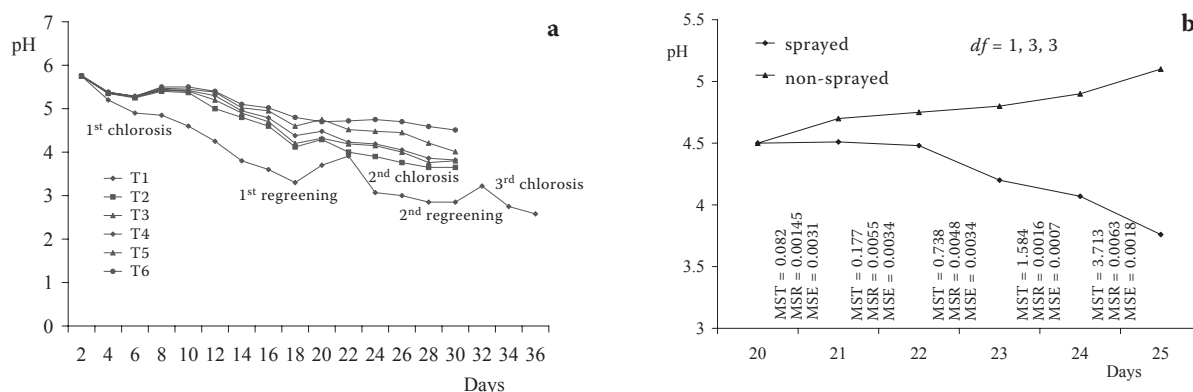 a
pH
7
6
5
4
3
2
1
0
1st chlorosis
1st regreening
2nd chlorosis
2nd regreening
3rd chlorosis
T1
T2
T3
T4
T5
T6
2 4 6 8 10 12 14 16 18 20 22 24 26 28 30 32 34 36
Days
b
pH
5.5
5
4.5
4
3.5
3
sprayed
non-sprayed
df = 1, 3, 3
MST = 0.082
MSR = 0.00145
MSE = 0.0031
MST = 0.177
MSR = 0.0055
MSE = 0.0034
MST = 0.738
MSR = 0.0048
MSE = 0.0034
MST = 1.584
MSR = 0.0016
MSE = 0.0007
MST = 3.713
MSR = 0.0063
MSE = 0.0018
20 21 22 23 24 25
Days